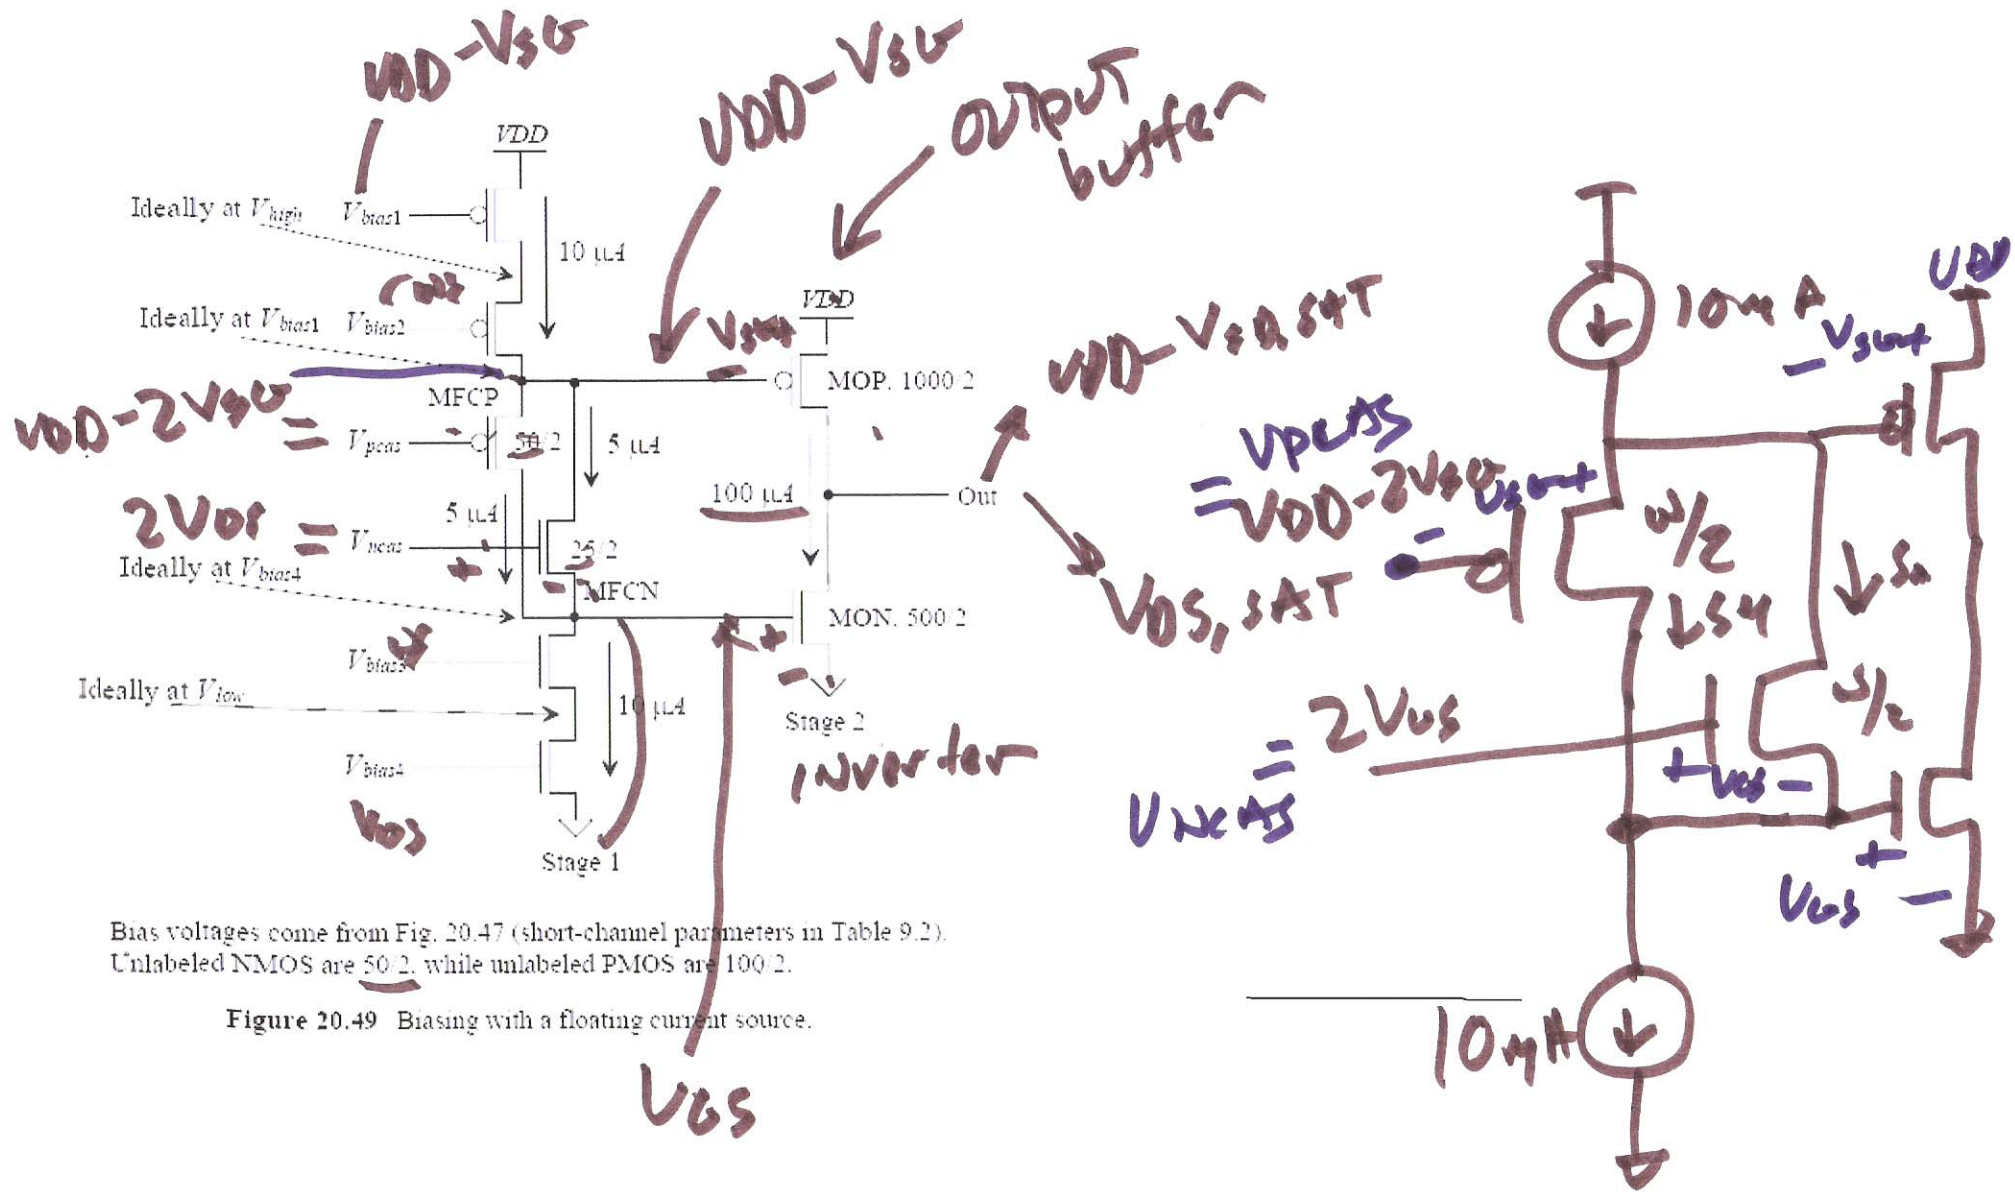 VDD-VSG
VDD-VSG
OUTPUT
buffer
VDD
Ideally at Vhigh
Vbias1
10 μA
Ideally at Vbias1
Vbias2
VDD
MFCP
MOP, 1000/2
VDD-VSD,SAT
VDD-2VSG =
Vpcas
50/2
5 μA
5 μA
100 μA
Out
2VGS =
Vncas
25/2
Ideally at Vbias4
MFCN
MON, 500/2
VDS,SAT
Vbias3
Ideally at Vlow
10 μA
Stage 2
inverter
Vbias4
VGS
Stage 1
Bias voltages come from Fig. 20.47 (short-channel parameters in Table 9.2).
Unlabeled NMOS are 50/2, while unlabeled PMOS are 100/2.
Figure 20.49 Biasing with a floating current source.
VGS
VDD
VPCAS
=VDD-2VSG
W/2
2VGS
=
VNCAS
W/2
+VGS-
+
VGS -